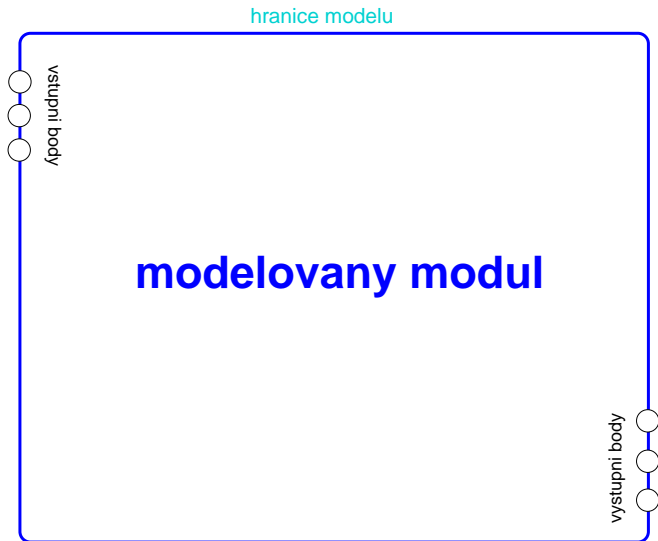 hranice modelu
vstupni body
modelovany modul
vystupni body